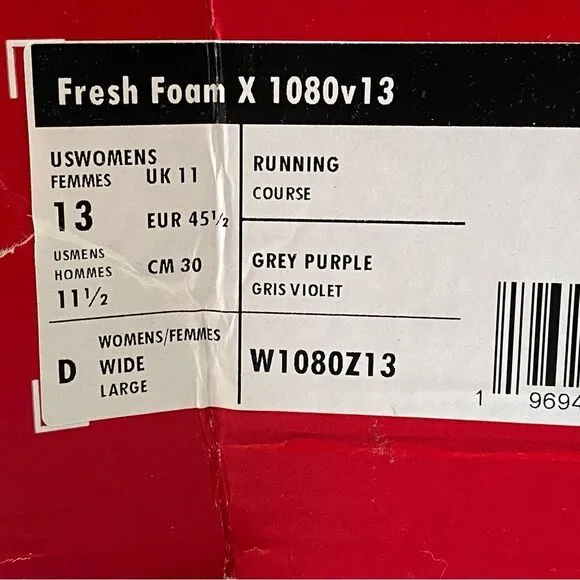 Fresh Foam X 1080v13
USWOMENS
FEMMES
13
UK 11
EUR 45½
USMENS
HOMMES
11½
CM 30
RUNNING
COURSE
GREY PURPLE
GRIS VIOLET
D
WOMENS/FEMMES
WIDE
LARGE
W1080Z13
1 9694